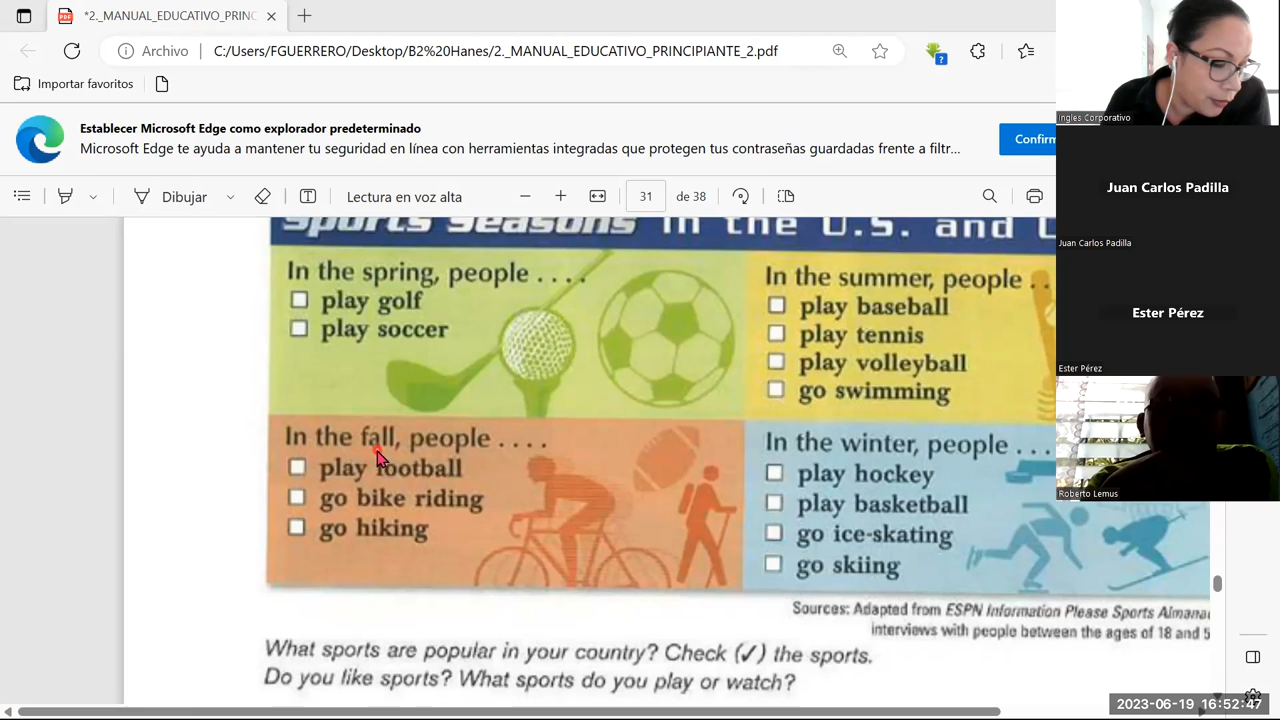 *2._MANUAL_EDUCATIVO_PRINC
Archivo
C:/Users/FGUERRERO/Desktop/B2%20Hanes/2._MANUAL_EDUCATIVO_PRINCIPIANTE_2.pdf
Importar favoritos
Establecer Microsoft Edge como explorador predeterminado
Microsoft Edge te ayuda a mantener tu seguridad en línea con herramientas integradas que protegen tus contraseñas guardadas frente a filtr...
Confirm
Dibujar
Lectura en voz alta
31
de 38
Sports Seasons in the U.S. and
In the spring, people . . . .
play golf
play soccer
In the summer, people . .
play baseball
play tennis
play volleyball
go swimming
In the fall, people . . . .
play football
go bike riding
go hiking
In the winter, people . . .
play hockey
play basketball
go ice-skating
go skiing
Sources: Adapted from ESPN Information Please Sports Almana
interviews with people between the ages of 18 and 5
What sports are popular in your country? Check (✓) the sports.
Do you like sports? What sports do you play or watch?
Ingles Corporativo
Juan Carlos Padilla
Juan Carlos Padilla
Ester Pérez
Ester Pérez
Roberto Lemus
2023-06-19 16:52:47